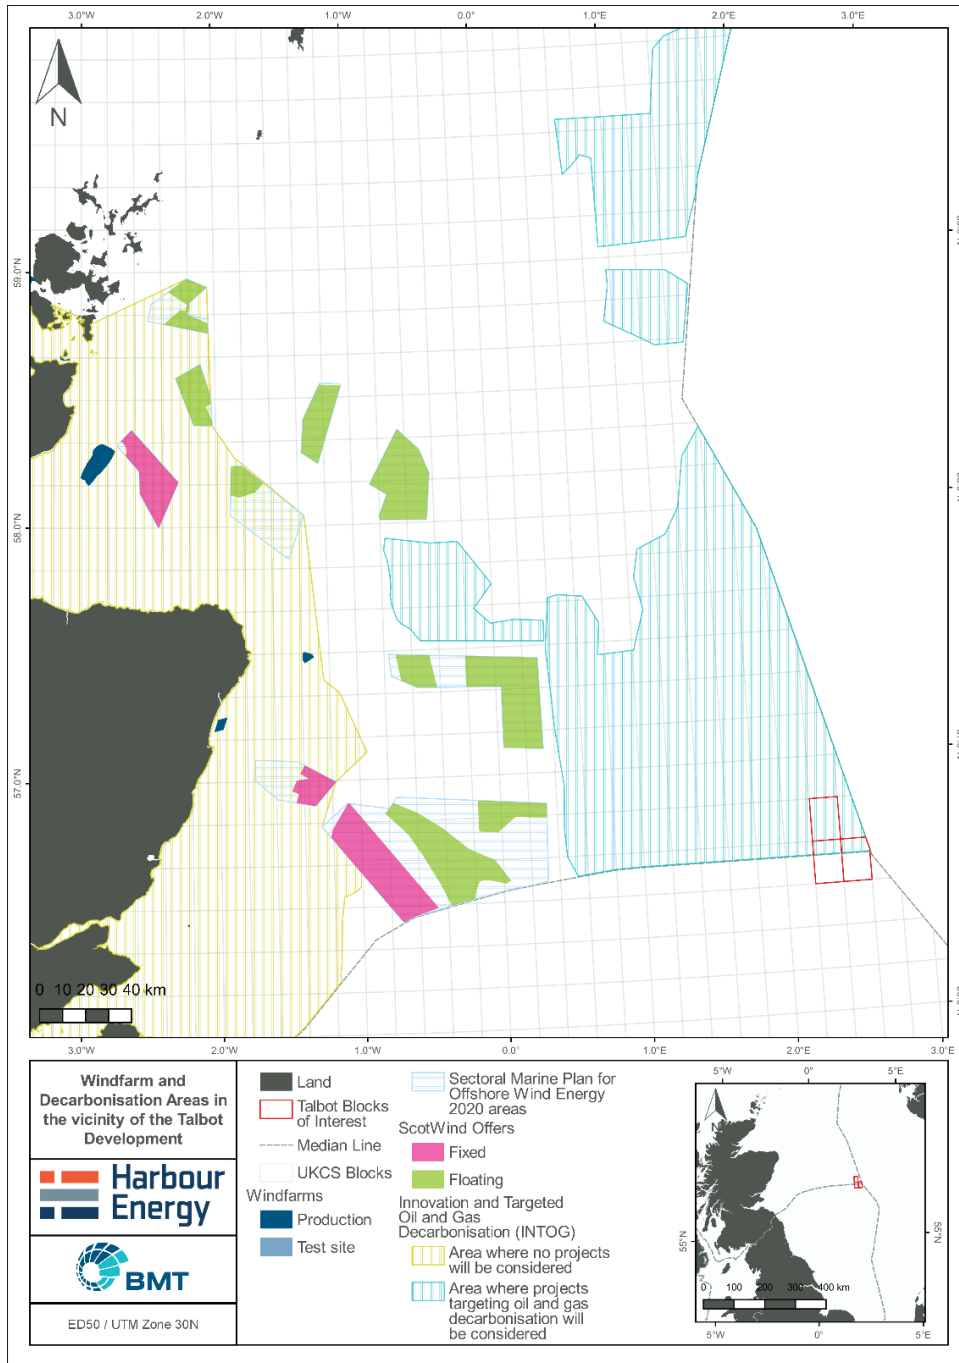 3.0°W 2.0°W 1.0°W 0.0° 1.0°E 2.0°E 3.0°E
N
59.0°N
58.0°N
57.0°N
0 10 20 30 40 km
3.0°W 2.0°W 1.0°W 0.0° 1.0°E 2.0°E 3.0°E
Windfarm and
Decarbonisation Areas in
the vicinity of the Talbot
Development
Harbour
Energy
BMT
ED50 / UTM Zone 30N
Land
Talbot Blocks
of Interest
Median Line
UKCS Blocks
Windfarms
Production
Test site
Sectoral Marine Plan for
Offshore Wind Energy
2020 areas
ScotWind Offers
Fixed
Floating
Innovation and Targeted
Oil and Gas
Decarbonisation (INTOG)
Area where no projects
will be considered
Area where projects
targeting oil and gas
decarbonisation will
be considered
5°W 0° 5°E
N
55°N
55°N
0 100 200 300 400 km
5°W 0° 5°E